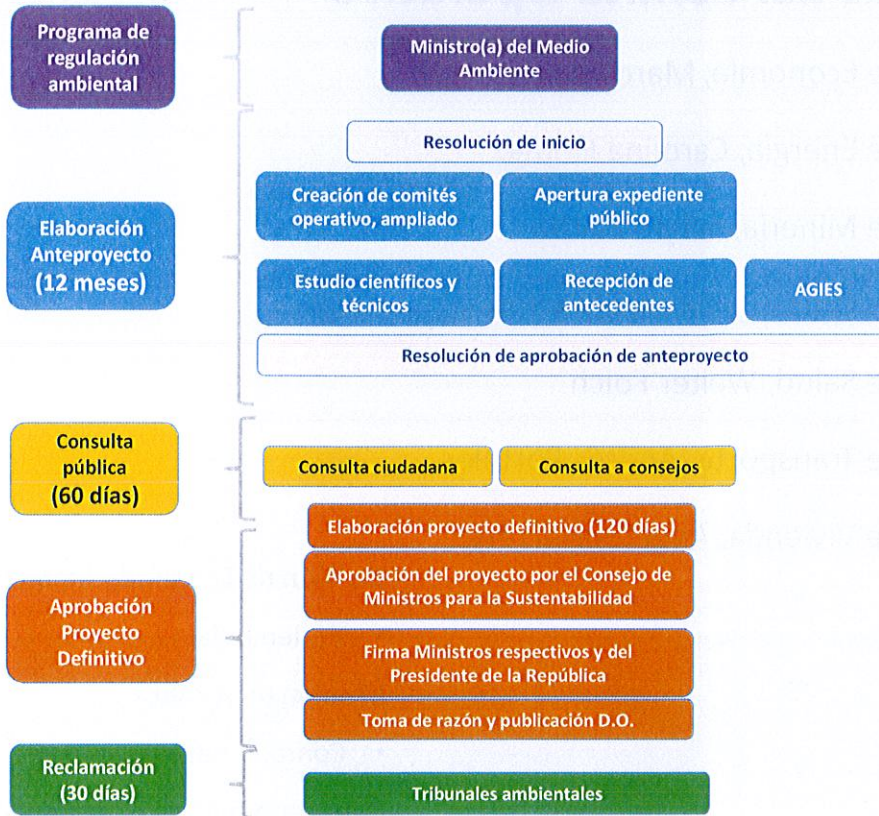 Programa de
regulación
ambiental
Ministro(a) del Medio
Ambiente
Elaboración
Anteproyecto
(12 meses)
Resolución de inicio
Creación de comités
operativo, ampliado
Apertura expediente
público
Estudio científicos y
técnicos
Recepción de
antecedentes
AGIES
Resolución de aprobación de anteproyecto
Consulta
pública
(60 días)
Consulta ciudadana
Consulta a consejos
Aprobación
Proyecto
Definitivo
Elaboración proyecto definitivo (120 días)
Aprobación del proyecto por el Consejo de
Ministros para la Sustentabilidad
Firma Ministros respectivos y del
Presidente de la República
Toma de razón y publicación D.O.
Reclamación
(30 días)
Tribunales ambientales